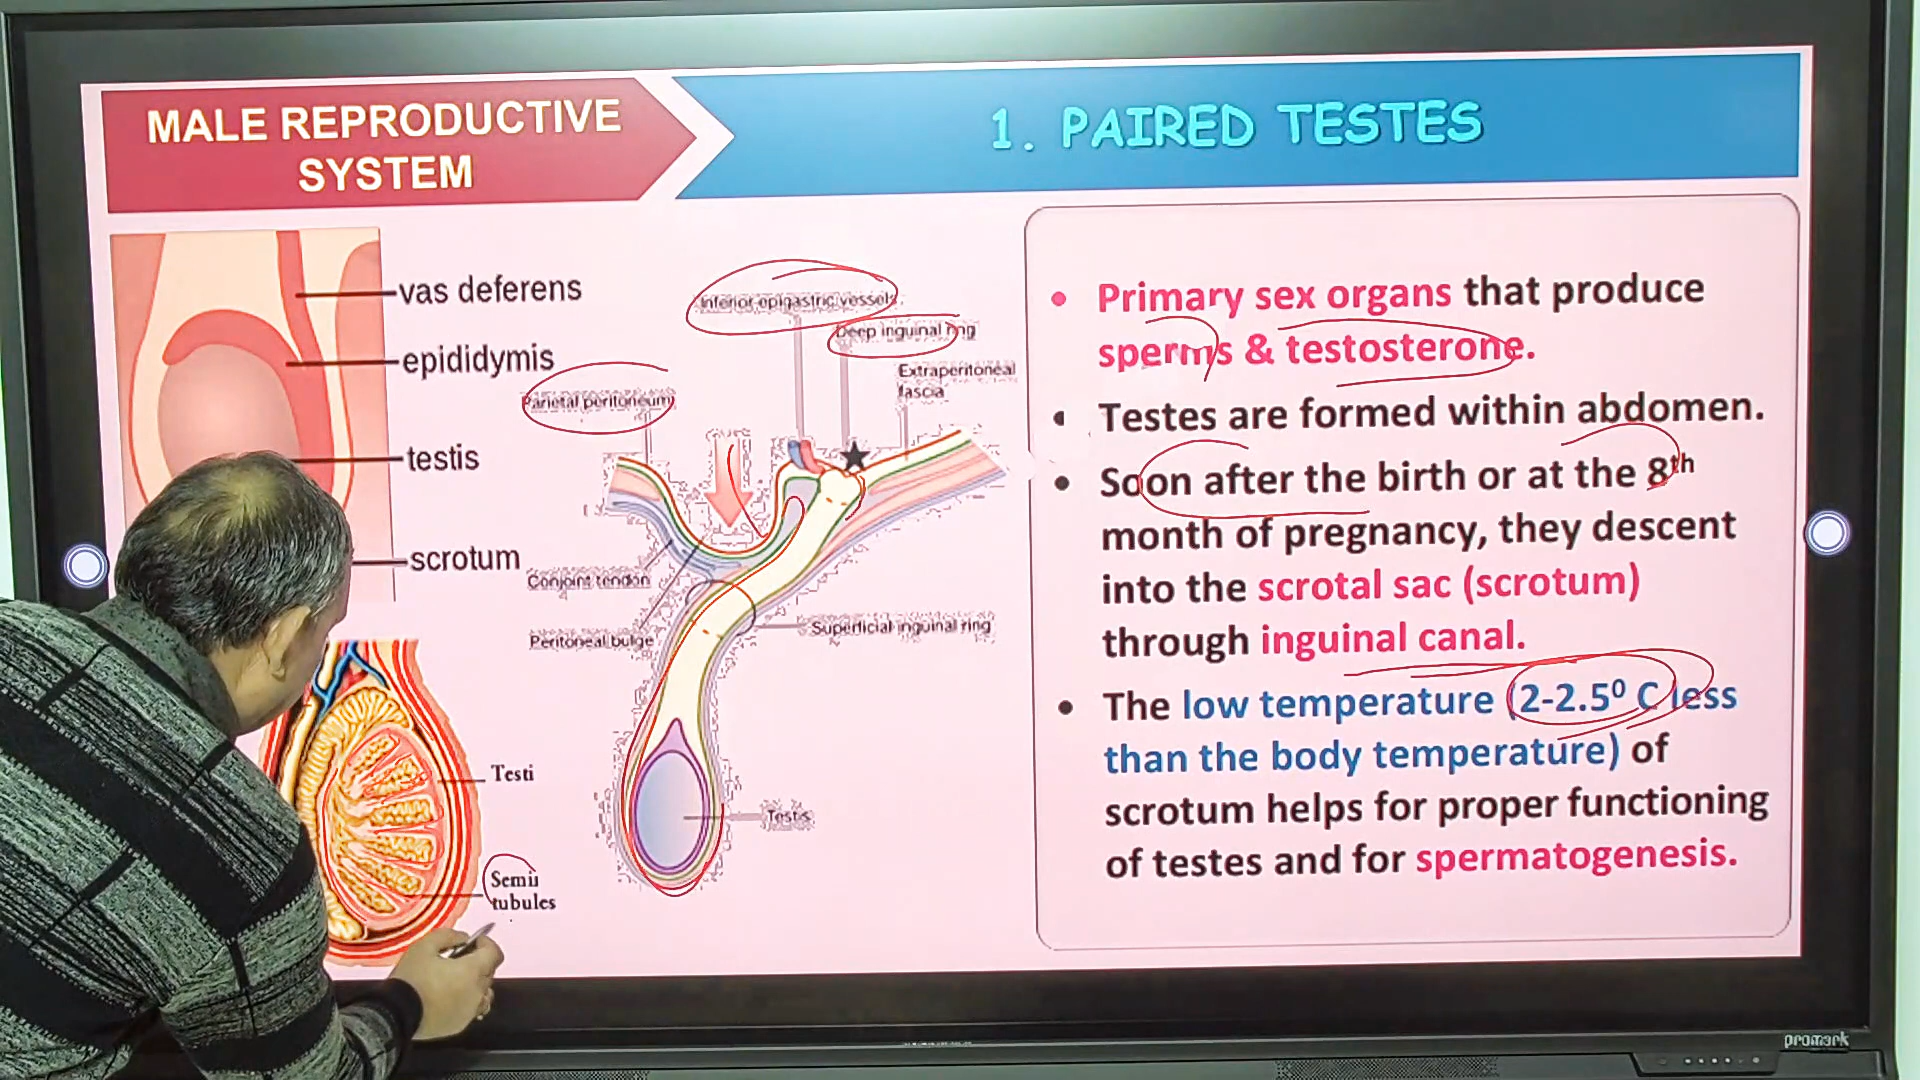 MALE REPRODUCTIVE
SYSTEM
1. PAIRED TESTES
vas deferens
epididymis
testis
scrotum
Inferior epigastric vessels
Deep inguinal ring
Parietal peritoneum
Extraperitoneal
fascia
Conjoint tendon
Peritoneal bulge
Superficial inguinal ring
Testis
Testi
Semii
tubules
• Primary sex organs that produce
sperms & testosterone.
• Testes are formed within abdomen.
• Soon after the birth or at the 8th
month of pregnancy, they descent
into the scrotal sac (scrotum)
through inguinal canal.
• The low temperature (2-2.5⁰ C less
than the body temperature) of
scrotum helps for proper functioning
of testes and for spermatogenesis.
promark